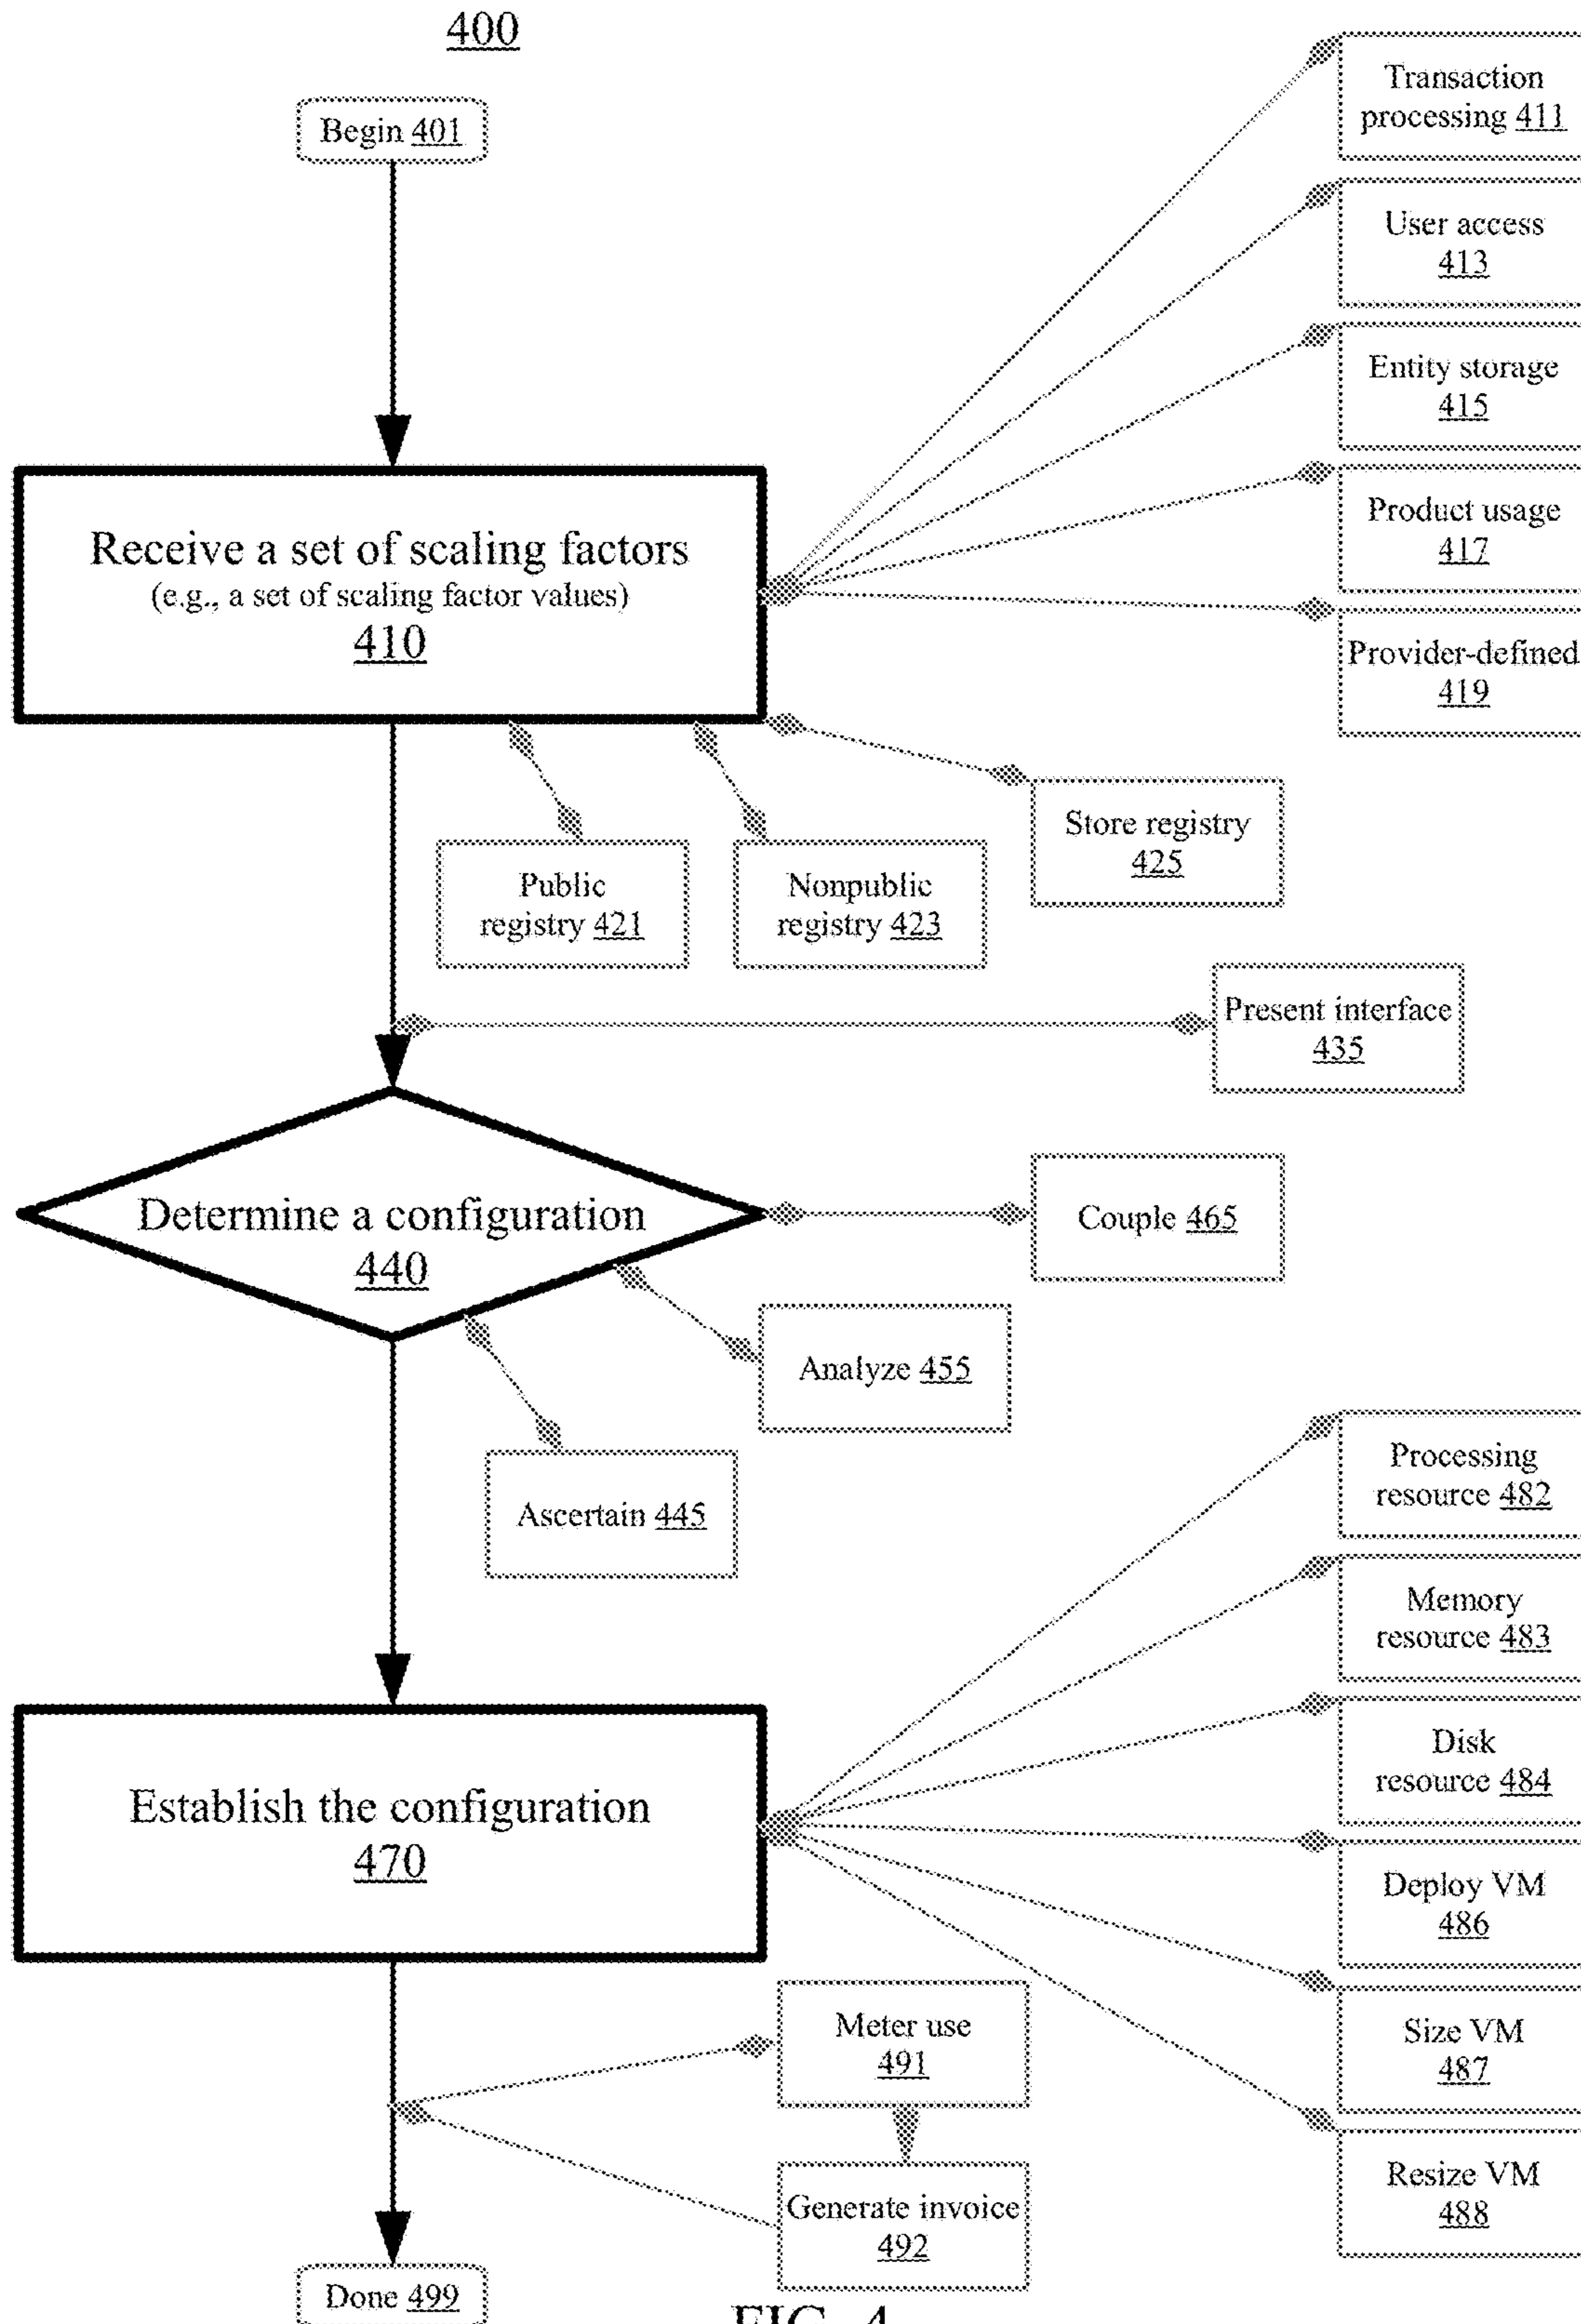 400
Begin 401
Transaction
processing 411
User access
413
Entity storage
415
Product usage
417
Provider-defined
419
Receive a set of scaling factors
(e.g., a set of scaling factor values)
410
Store registry
425
Public
registry 421
Nonpublic
registry 423
Present interface
435
Determine a configuration
440
Couple 465
Analyze 455
Ascertain 445
Processing
resource 482
Memory
resource 483
Disk
resource 484
Deploy VM
486
Size VM
487
Resize VM
488
Establish the configuration
470
Meter use
491
Generate invoice
492
Done 499
FIG. 4